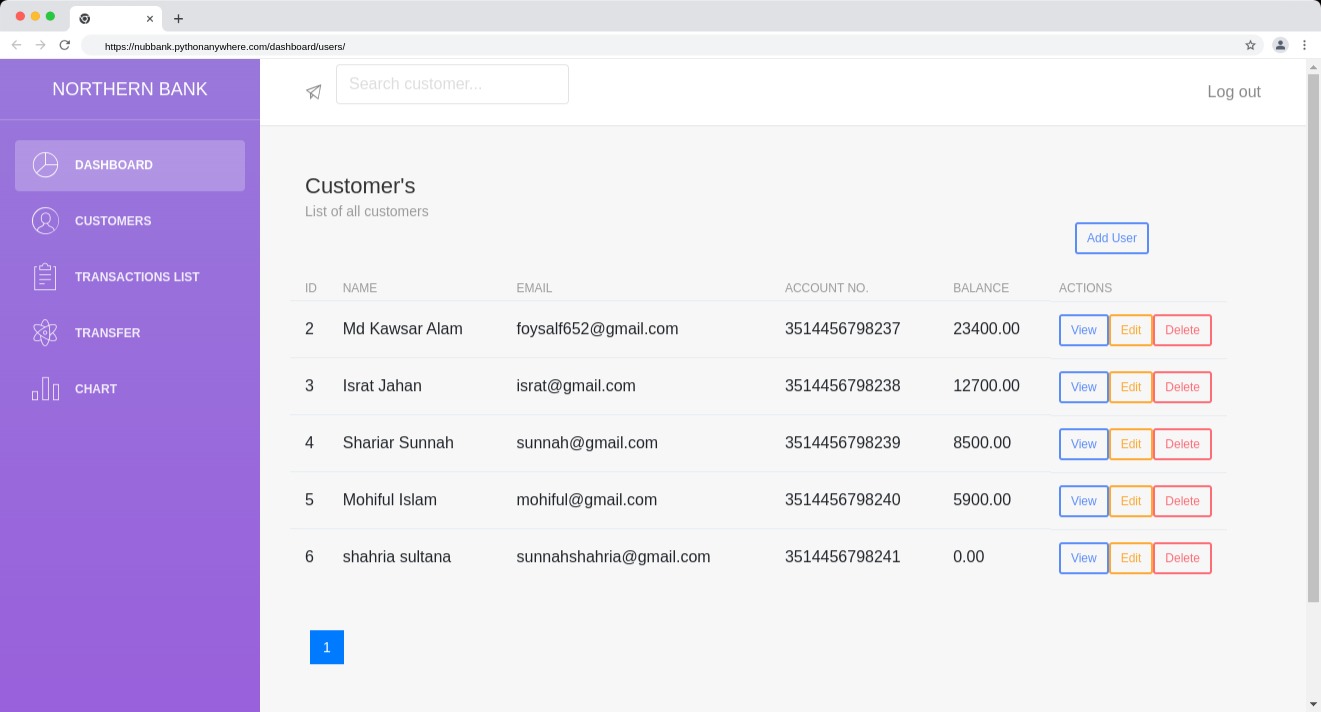 https://nubbank.pythonanywhere.com/dashboard/users/
NORTHERN BANK
Search customer...
Log out
DASHBOARD
CUSTOMERS
TRANSACTIONS LIST
TRANSFER
CHART
Customer's
List of all customers
Add User
ID NAME EMAIL ACCOUNT NO. BALANCE ACTIONS
2 Md Kawsar Alam foysalf652@gmail.com 3514456798237 23400.00 View Edit Delete
3 Israt Jahan israt@gmail.com 3514456798238 12700.00 View Edit Delete
4 Shariar Sunnah sunnah@gmail.com 3514456798239 8500.00 View Edit Delete
5 Mohiful Islam mohiful@gmail.com 3514456798240 5900.00 View Edit Delete
6 shahria sultana sunnahshahria@gmail.com 3514456798241 0.00 View Edit Delete
1